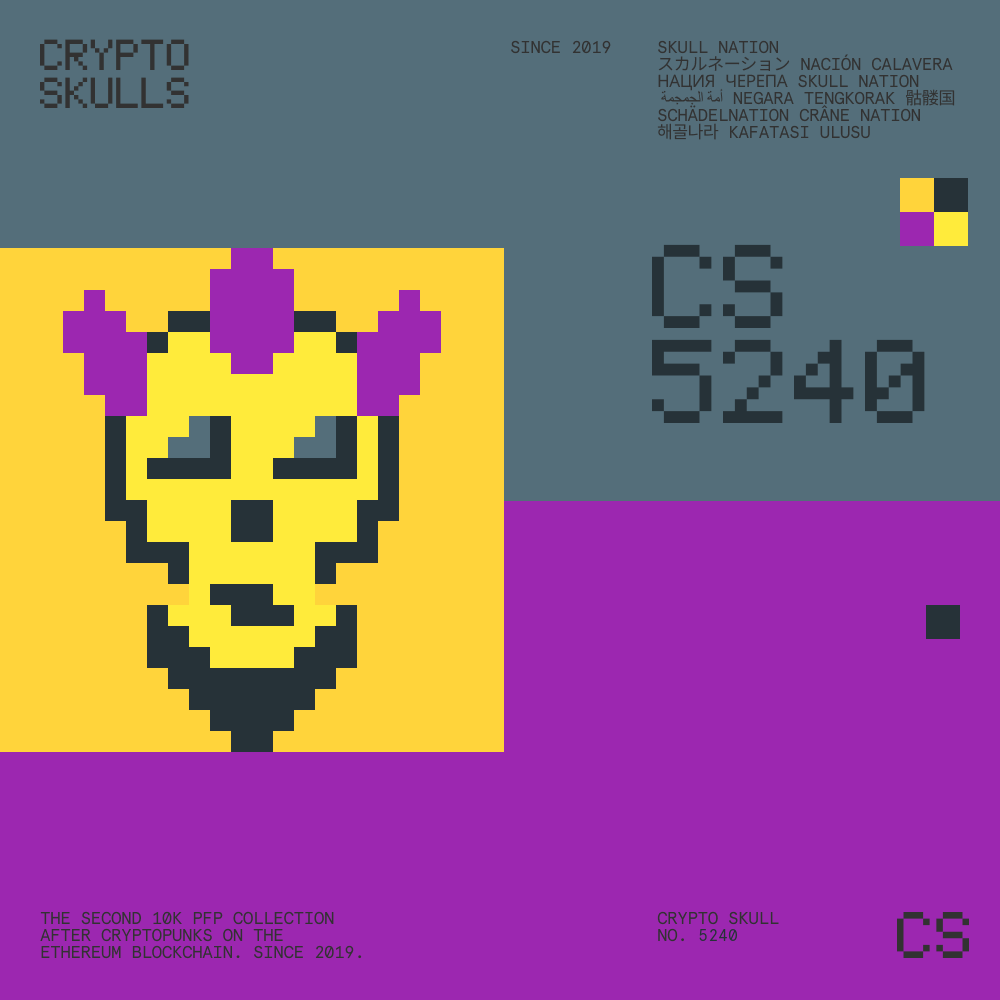 CRYPTO
SKULLS
SINCE 2019
SKULL NATION
スカルネーション NACIÓN CALAVERA
НАЦИЯ ЧЕРЕПА SKULL NATION
أمة الجمجمة NEGARA TENGKORAK 骷髅国
SCHÄDELNATION CRÂNE NATION
해골나라 KAFATASI ULUSU
CS
5240
THE SECOND 10K PFP COLLECTION
AFTER CRYPTOPUNKS ON THE
ETHEREUM BLOCKCHAIN. SINCE 2019.
CRYPTO SKULL
NO. 5240
CS